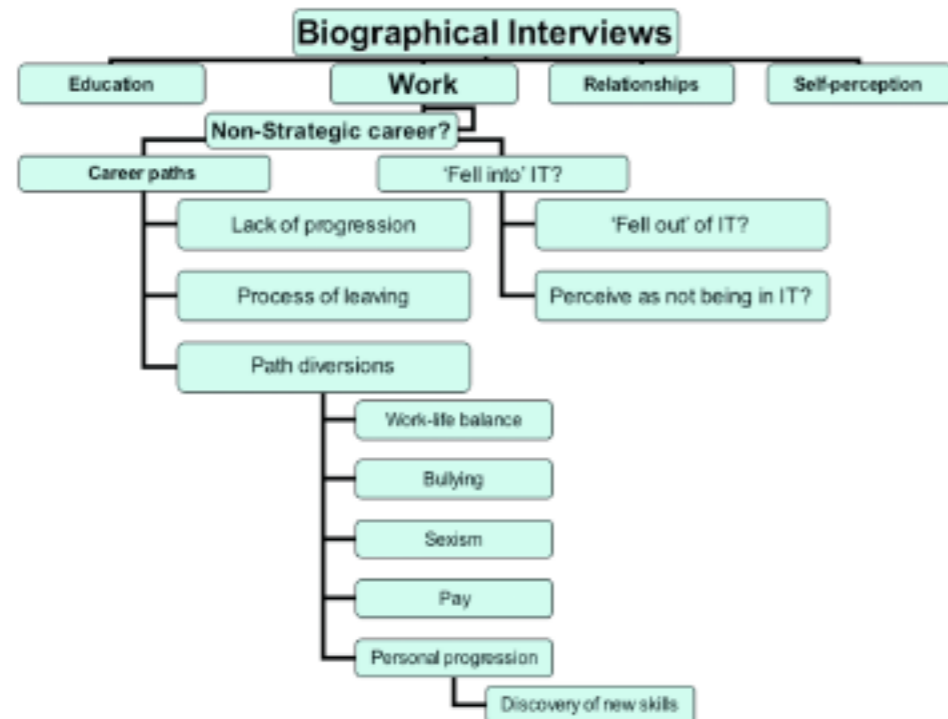 Biographical Interviews
Education
Work
Relationships
Self-perception
Non-Strategic career?
Career paths
'Fell into' IT?
Lack of progression
'Fell out' of IT?
Process of leaving
Perceive as not being in IT?
Path diversions
Work-life balance
Bullying
Sexism
Pay
Personal progression
Discovery of new skills